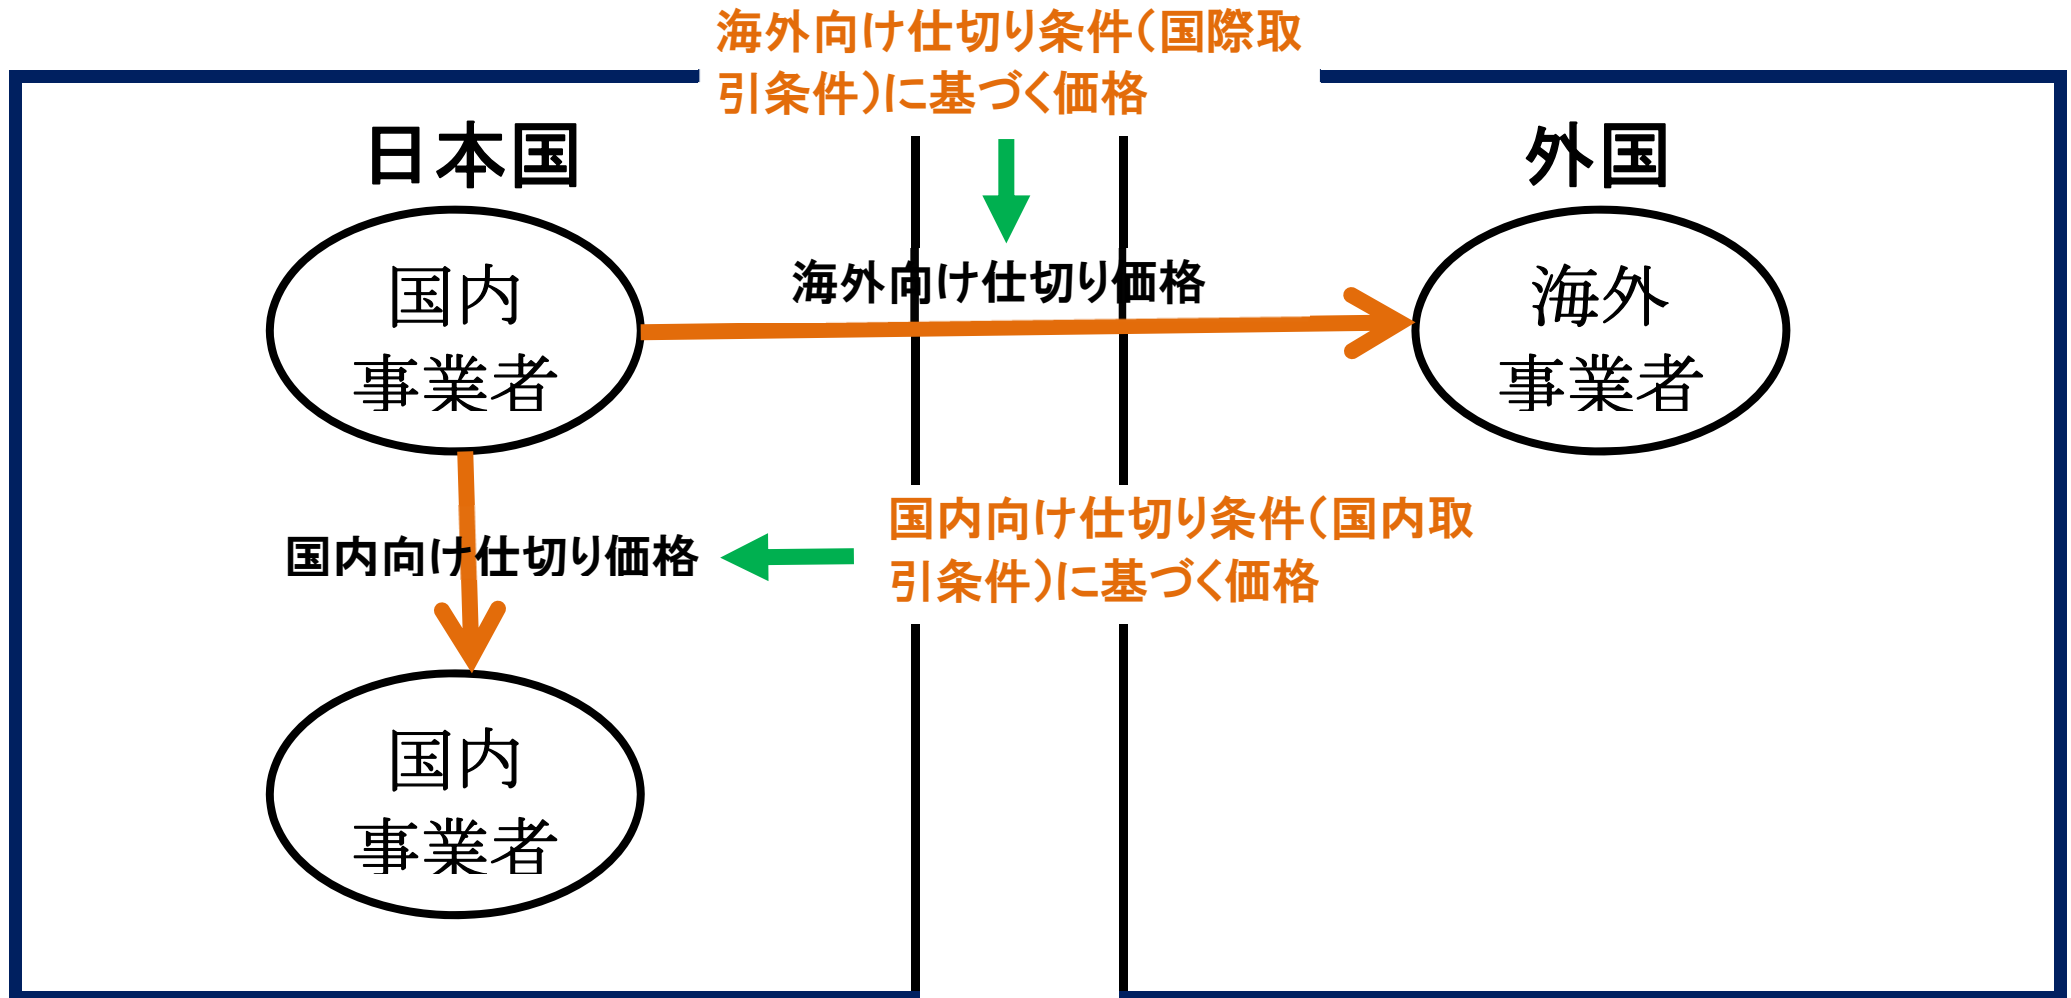 海外向け仕切り条件（国際取
引条件）に基づく価格
日本国
外国
国内
事業者
海外向け仕切り価格
海外
事業者
国内向け仕切り条件（国内取
引条件）に基づく価格
国内向け仕切り価格
国内
事業者